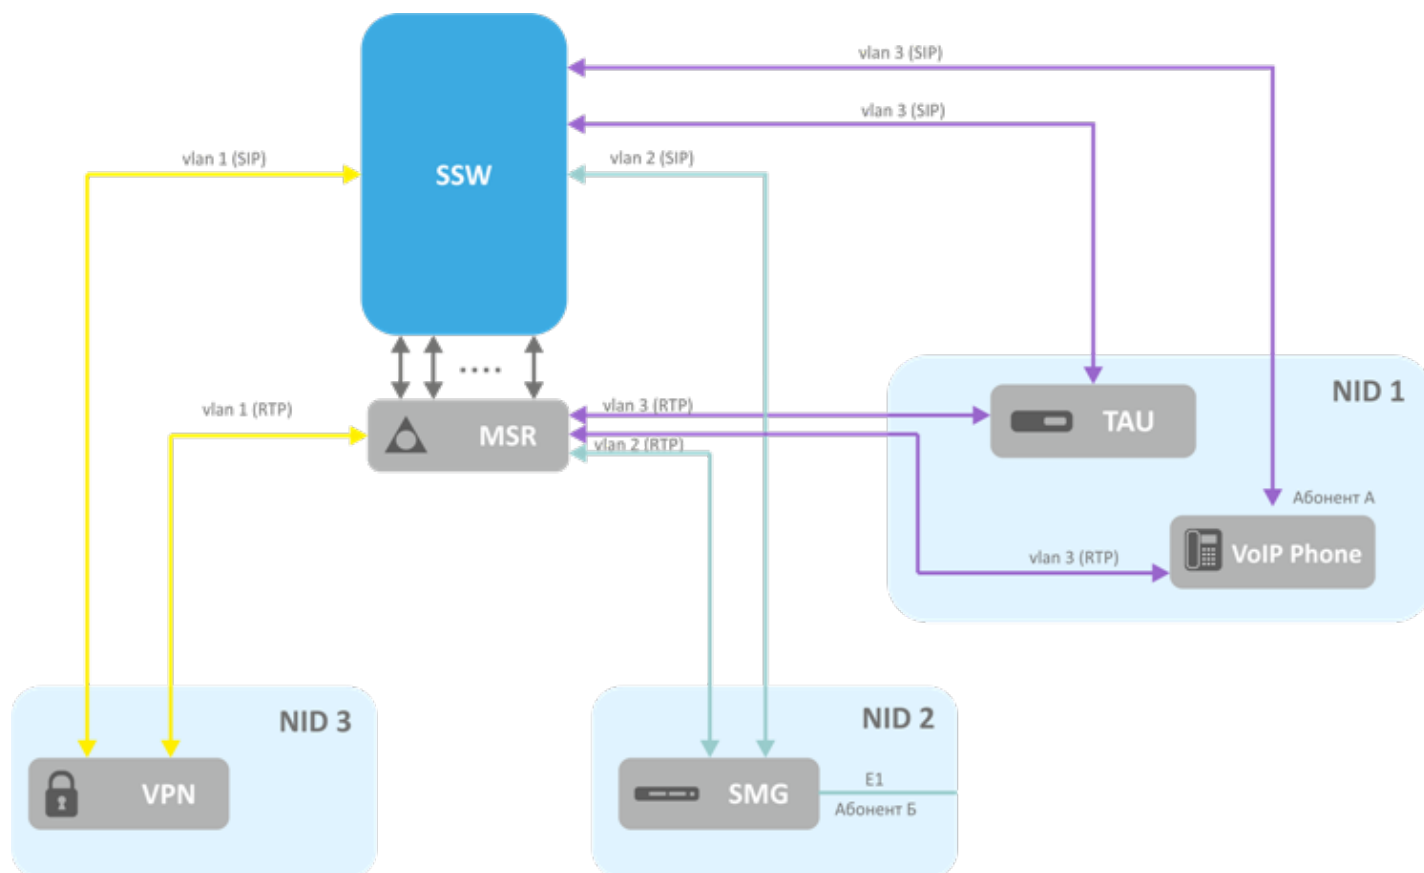 vlan 3 (SIP)
vlan 3 (SIP)
vlan 1 (SIP)
vlan 2 (SIP)
SSW
....
NID 1
vlan 1 (RTP)
vlan 3 (RTP)
TAU
MSR
vlan 2 (RTP)
Абонент А
vlan 3 (RTP)
VoIP Phone
NID 3
NID 2
VPN
SMG
E1
Абонент Б